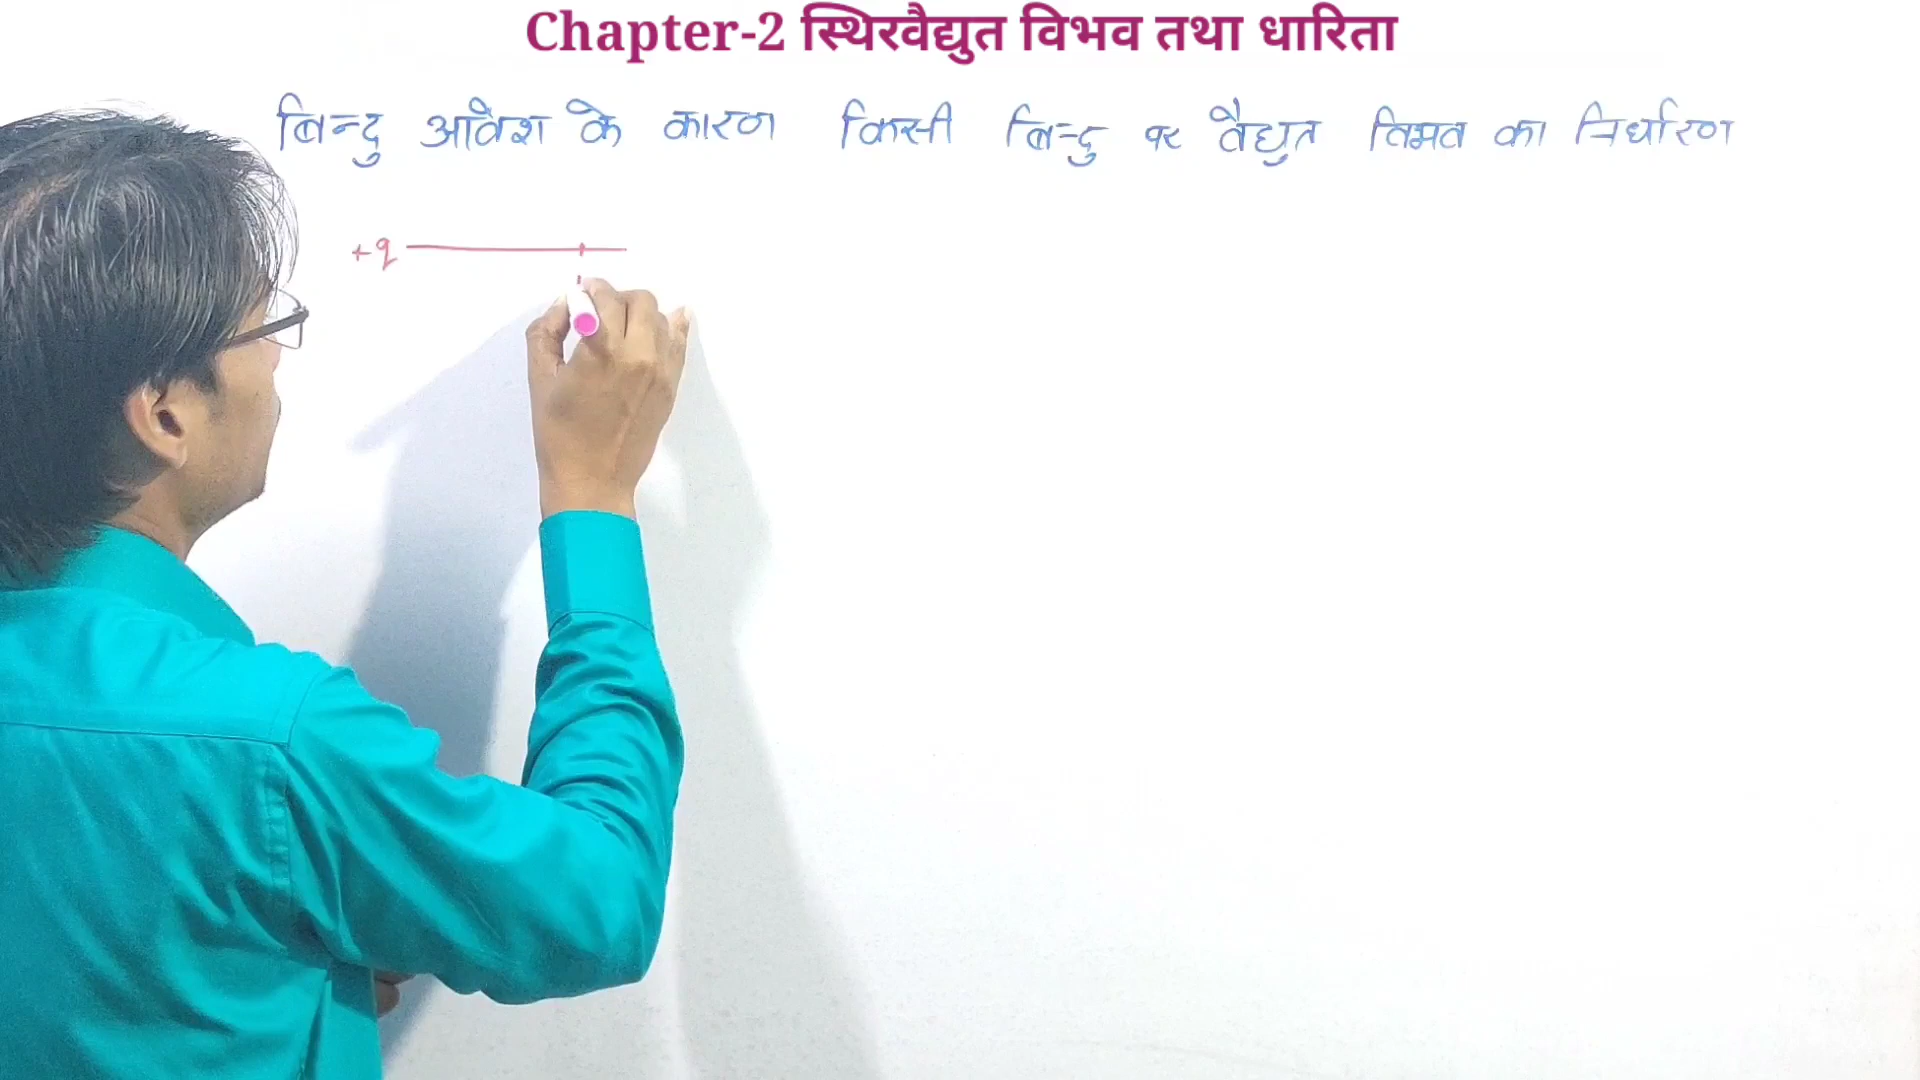 Chapter-2 स्थिरवैद्युत विभव तथा धारिता
बिन्दु आवेश के कारण किसी बिन्दु पर वैद्युत विभव का निर्धारण
+q